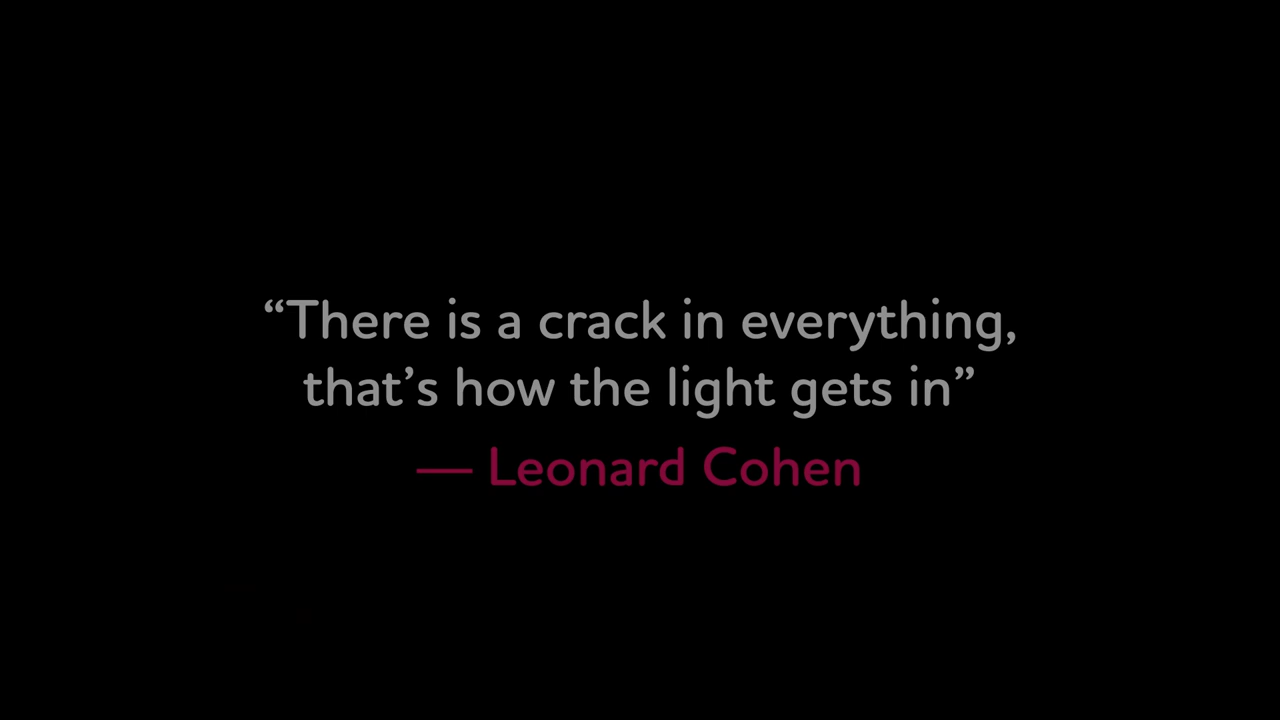 “There is a crack in everything,
that’s how the light gets in”
— Leonard Cohen